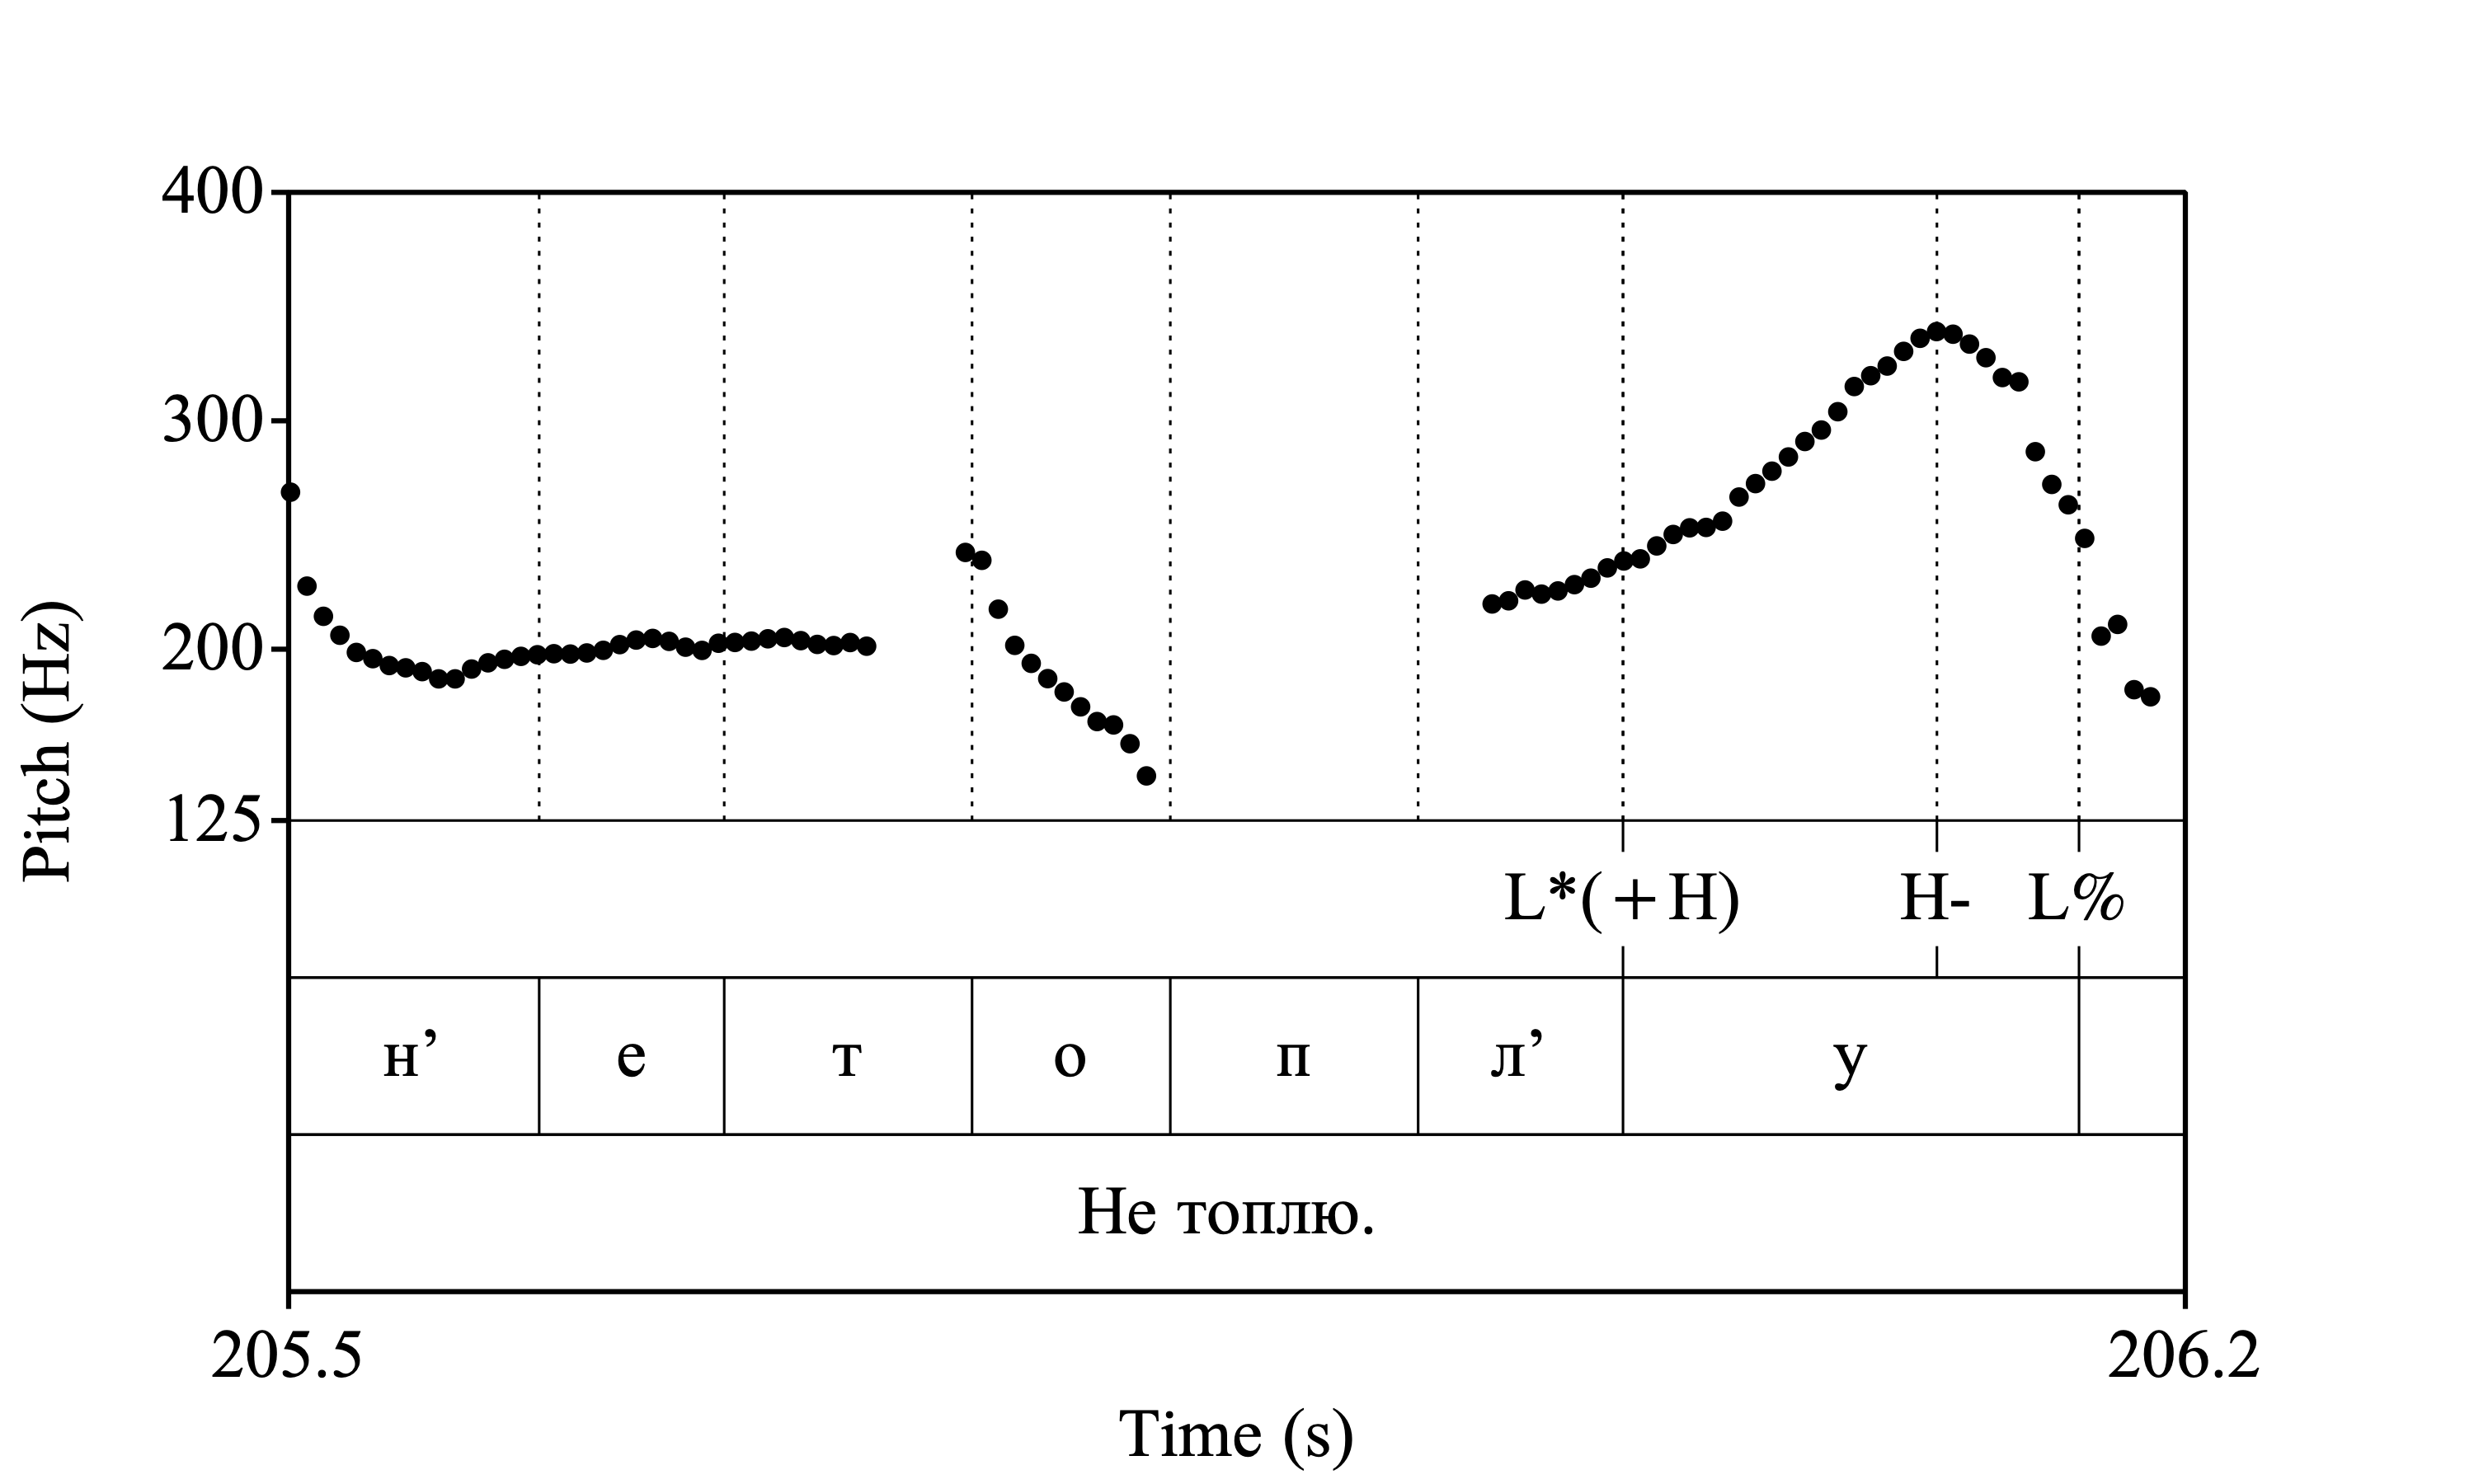 400
300
200
125
Pitch (Hz)
L*(+H) H- L%
н’ е т о п л’ у
Не топлю.
205.5 206.2
Time (s)